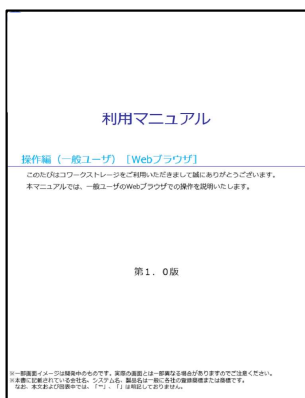 利用マニュアル
操作編（一般ユーザ）［Webブラウザ］
このたびはコワークストレージをご利用いただきまして誠にありがとうございます。
本マニュアルでは、一般ユーザのWebブラウザでの操作を説明いたします。
第１．０版
※一部画面イメージは開発中のものです。実際の画面とは一部異なる場合がありますのでご注意ください。
※本書に記載されている会社名、システム名、製品名は一般に各社の登録商標または商標です。
なお、本文および図表中では、「™」、「」は明記しておりません。